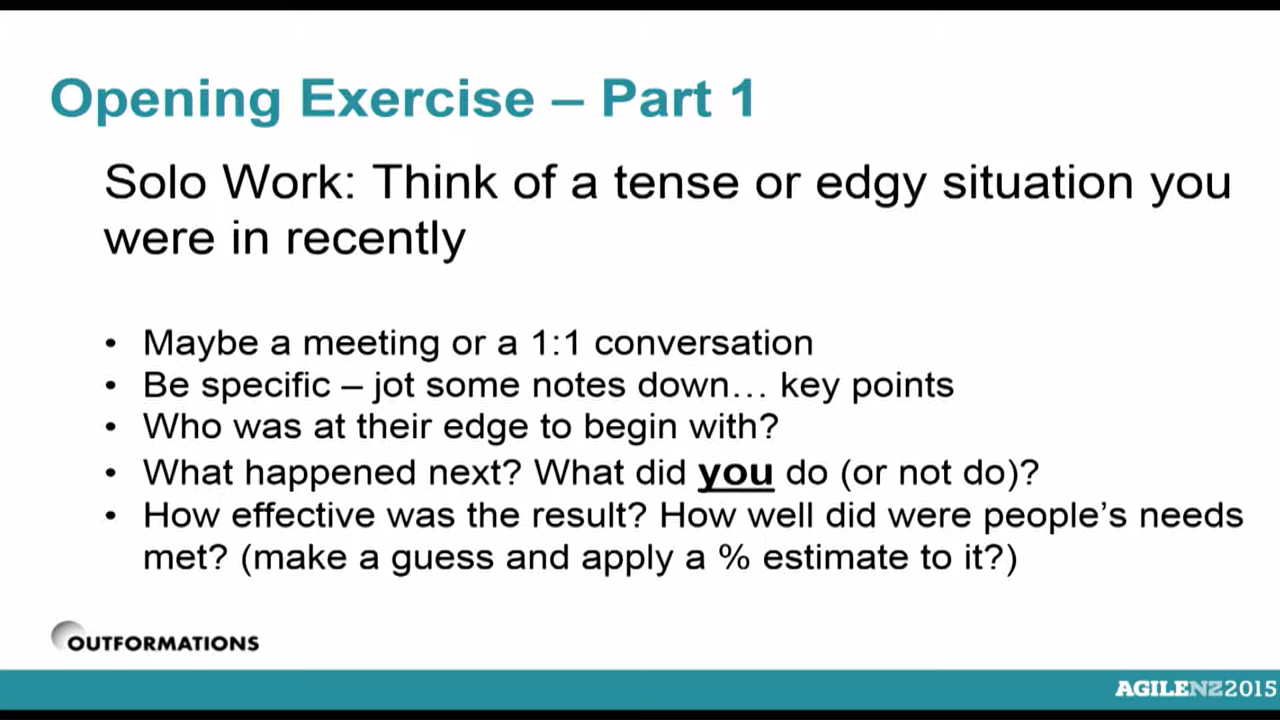 Opening Exercise – Part 1
Solo Work: Think of a tense or edgy situation you
were in recently
• Maybe a meeting or a 1:1 conversation
• Be specific – jot some notes down… key points
• Who was at their edge to begin with?
• What happened next? What did you do (or not do)?
• How effective was the result? How well did were people’s needs
met? (make a guess and apply a % estimate to it?)
OUTFORMATIONS
AGILENZ2015